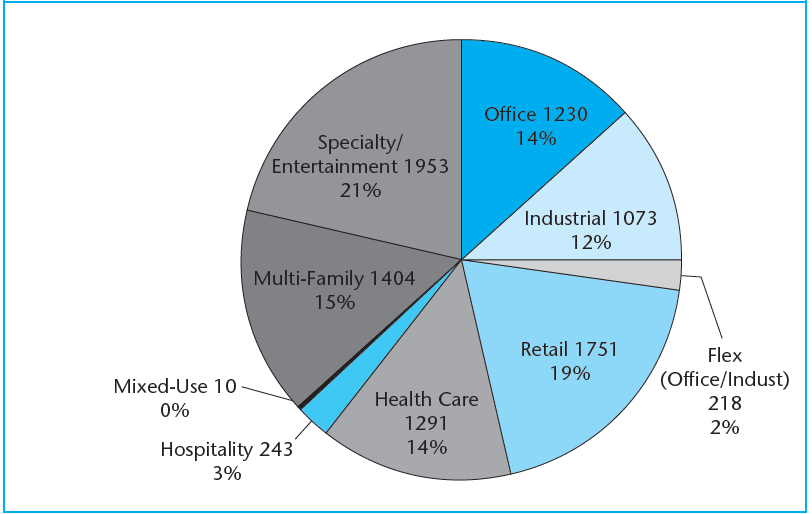 Office 1230
14%
Industrial 1073
12%
Flex
(Office/Indust)
218
2%
Retail 1751
19%
Health Care
1291
14%
Hospitality 243
3%
Mixed-Use 10
0%
Multi-Family 1404
15%
Specialty/
Entertainment 1953
21%